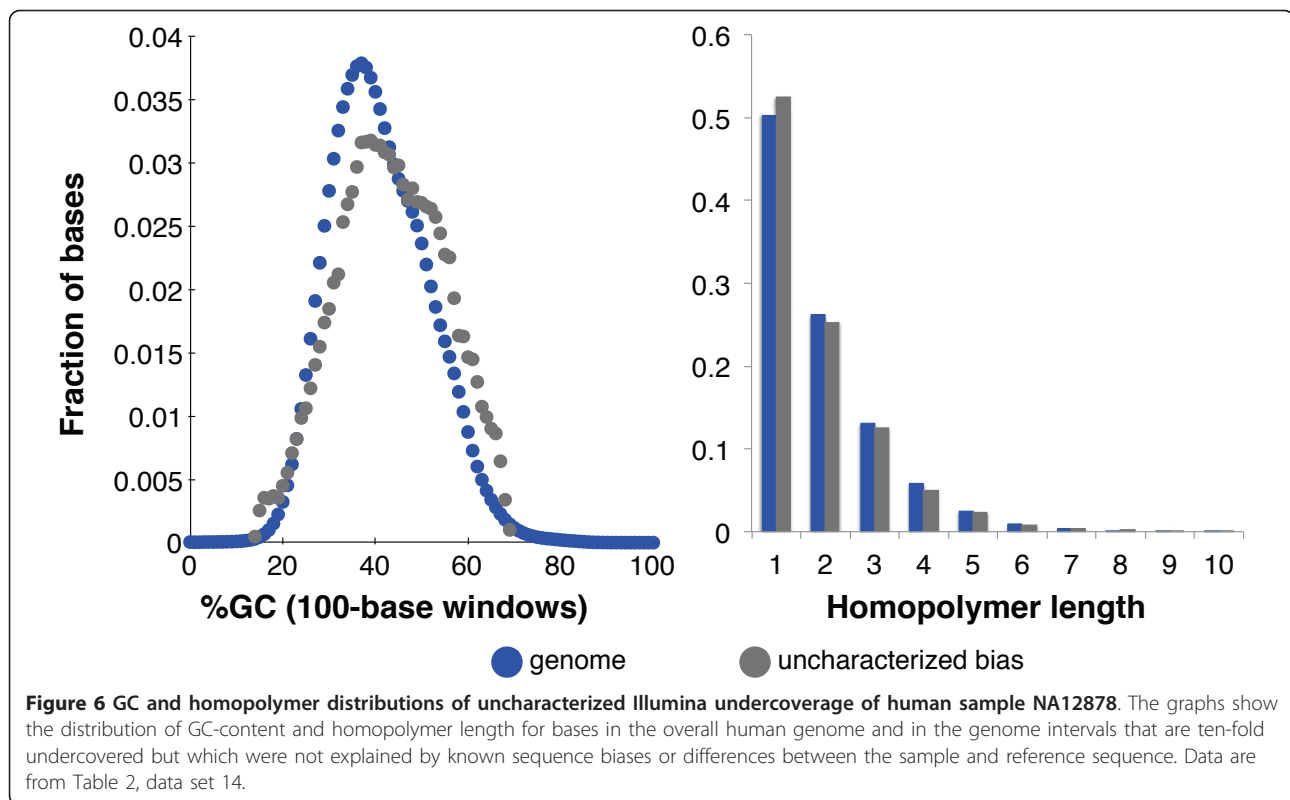 0.04
0.035
0.03
0.025
0.02
0.015
0.01
0.005
0
Fraction of bases
0 20 40 60 80 100
%GC (100-base windows)
0.6
0.5
0.4
0.3
0.2
0.1
0
1 2 3 4 5 6 7 8 9 10
Homopolymer length
genome
uncharacterized bias
Figure 6 GC and homopolymer distributions of uncharacterized Illumina undercoverage of human sample NA12878. The graphs show
the distribution of GC-content and homopolymer length for bases in the overall human genome and in the genome intervals that are ten-fold
undercovered but which were not explained by known sequence biases or differences between the sample and reference sequence. Data are
from Table 2, data set 14.